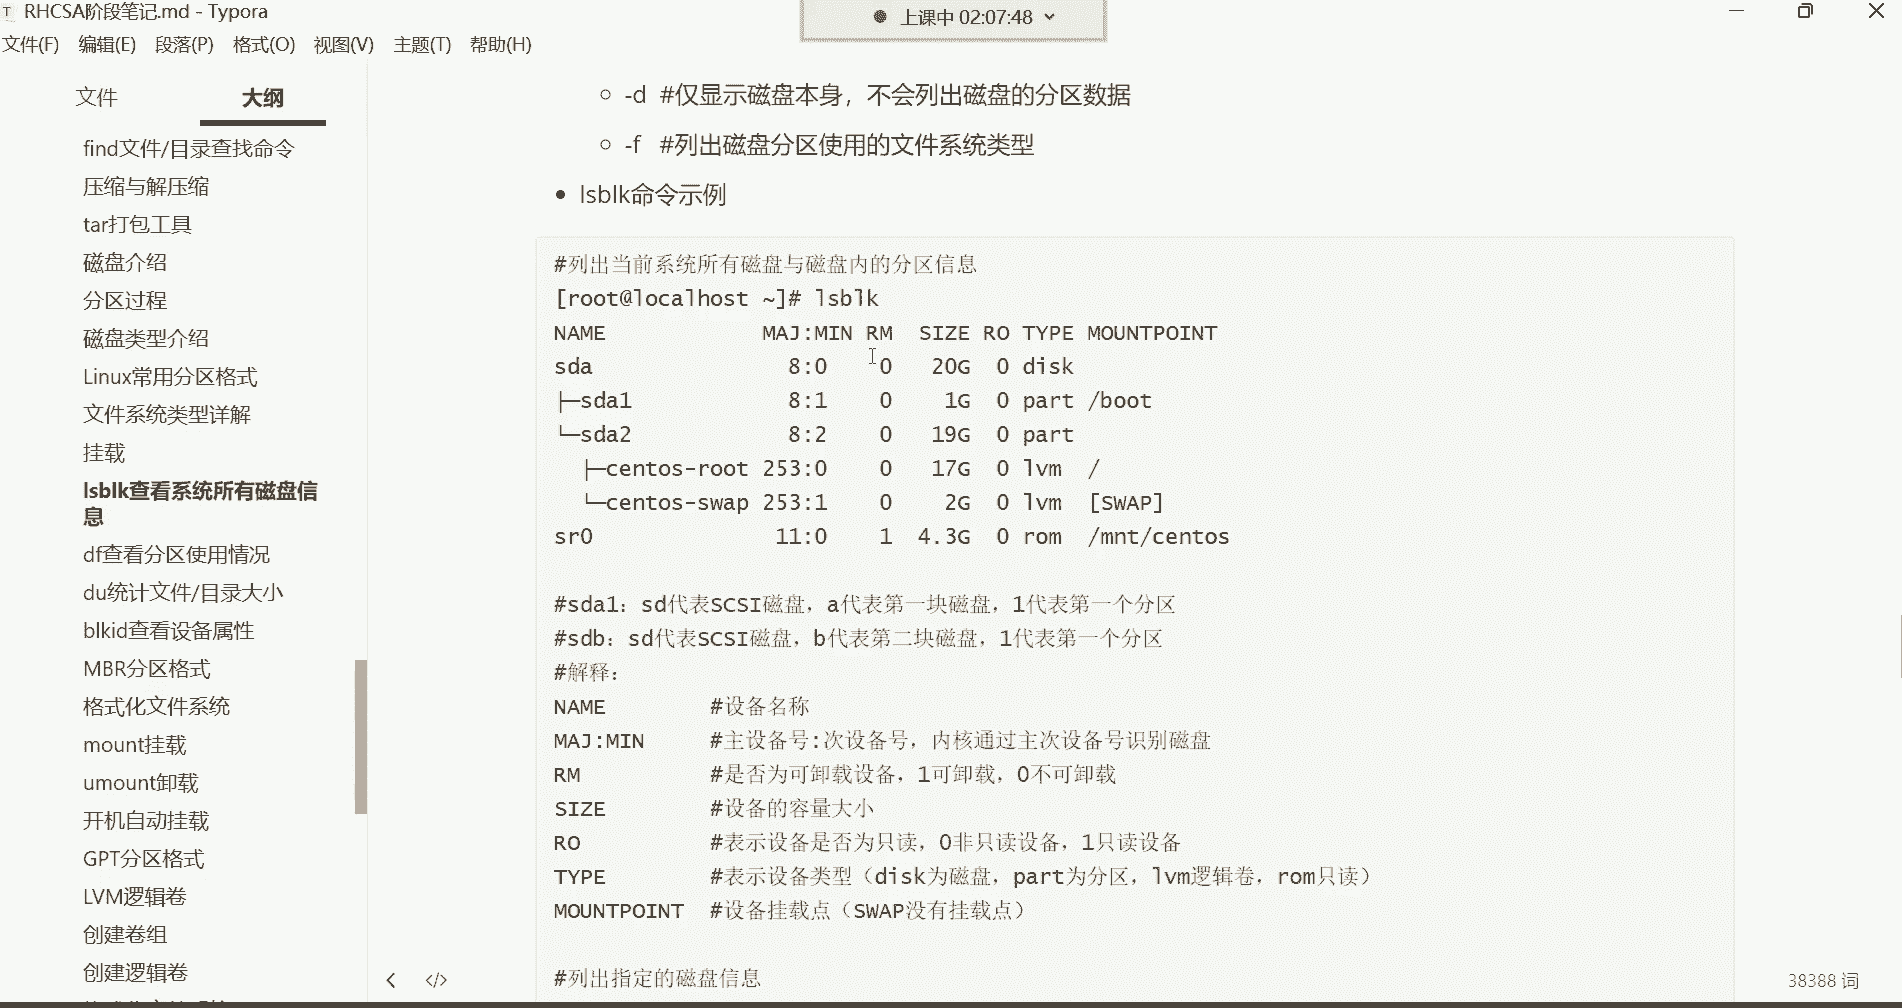 RHCSA阶段笔记.md - Typora
上课中 02:07:48
文件(F) 编辑(E) 段落(P) 格式(O) 视图(V) 主题(T) 帮助(H)
文件 大纲
find文件/目录查找命令
压缩与解压缩
tar打包工具
磁盘介绍
分区过程
磁盘类型介绍
Linux常用分区格式
文件系统类型详解
挂载
lsblk查看系统所有磁盘信
息
df查看分区使用情况
du统计文件/目录大小
blkid查看设备属性
MBR分区格式
格式化文件系统
mount挂载
umount卸载
开机自动挂载
GPT分区格式
LVM逻辑卷
创建卷组
创建逻辑卷
-d #仅显示磁盘本身，不会列出磁盘的分区数据
-f #列出磁盘分区使用的文件系统类型
lsblk命令示例
#列出当前系统所有磁盘与磁盘内的分区信息
[root@localhost ~]# lsblk
NAME            MAJ:MIN RM  SIZE RO TYPE MOUNTPOINT
sda               8:0    0   20G  0 disk
├─sda1            8:1    0    1G  0 part /boot
└─sda2            8:2    0   19G  0 part
  ├─centos-root 253:0    0   17G  0 lvm  /
  └─centos-swap 253:1    0    2G  0 lvm  [SWAP]
sr0              11:0    1  4.3G  0 rom  /mnt/centos
#sda1：sd代表SCSI磁盘，a代表第一块磁盘，1代表第一个分区
#sdb：sd代表SCSI磁盘，b代表第二块磁盘，1代表第一个分区
#解释：
NAME        #设备名称
MAJ:MIN     #主设备号:次设备号，内核通过主次设备号识别磁盘
RM          #是否为可卸载设备，1可卸载，0不可卸载
SIZE        #设备的容量大小
RO          #表示设备是否为只读，0非只读设备，1只读设备
TYPE        #表示设备类型（disk为磁盘，part为分区，lvm逻辑卷，rom只读）
MOUNTPOINT  #设备挂载点（SWAP没有挂载点）
#列出指定的磁盘信息
38388 词